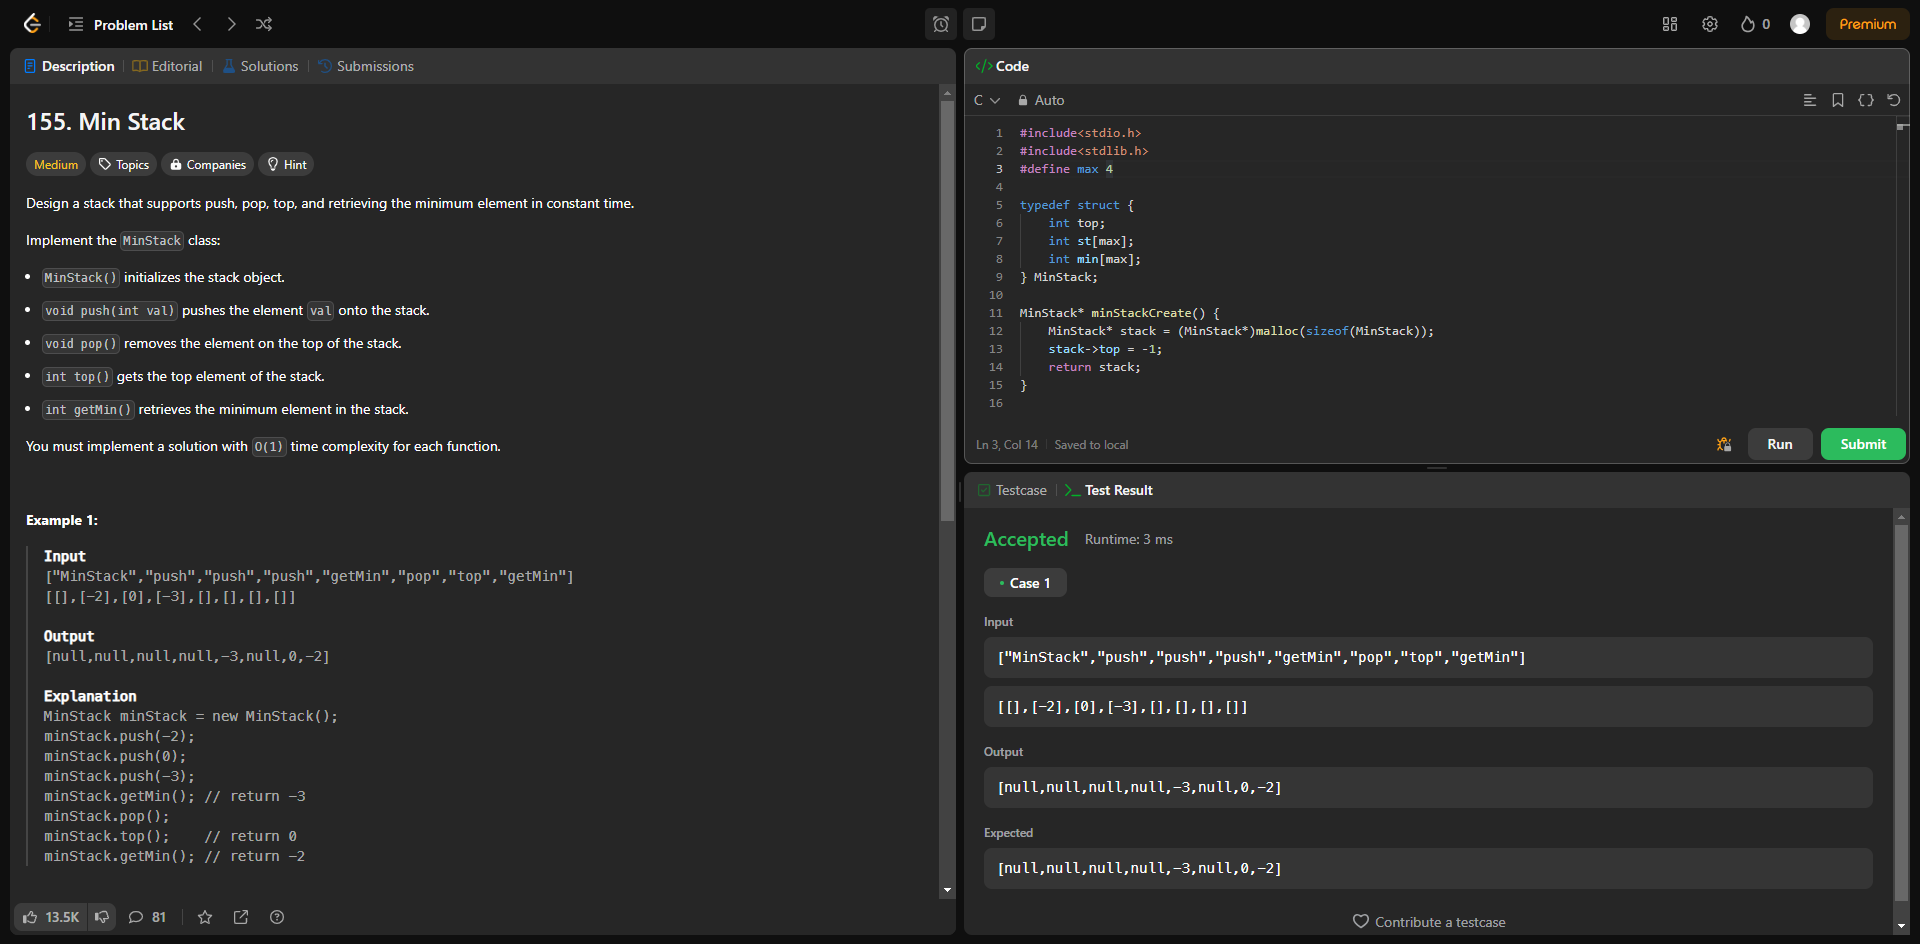 Problem List
0
Premium
Description
Editorial
Solutions
Submissions
155. Min Stack
Medium
Topics
Companies
Hint
Design a stack that supports push, pop, top, and retrieving the minimum element in constant time.
Implement the MinStack class:
• MinStack() initializes the stack object.
• void push(int val) pushes the element val onto the stack.
• void pop() removes the element on the top of the stack.
• int top() gets the top element of the stack.
• int getMin() retrieves the minimum element in the stack.
You must implement a solution with O(1) time complexity for each function.
Example 1:
Input
["MinStack","push","push","push","getMin","pop","top","getMin"]
[[],[-2],[0],[-3],[],[],[],[]]
Output
[null,null,null,null,-3,null,0,-2]
Explanation
MinStack minStack = new MinStack();
minStack.push(-2);
minStack.push(0);
minStack.push(-3);
minStack.getMin(); // return -3
minStack.pop();
minStack.top();    // return 0
minStack.getMin(); // return -2
13.5K
81
</> Code
C
Auto
1 #include<stdio.h>
2 #include<stdlib.h>
3 #define max 4
4
5 typedef struct {
6     int top;
7     int st[max];
8     int min[max];
9 } MinStack;
10
11 MinStack* minStackCreate() {
12     MinStack* stack = (MinStack*)malloc(sizeof(MinStack));
13     stack->top = -1;
14     return stack;
15 }
16
Ln 3, Col 14
Saved to local
Run
Submit
Testcase
Test Result
Accepted
Runtime: 3 ms
• Case 1
Input
["MinStack","push","push","push","getMin","pop","top","getMin"]
[[],[-2],[0],[-3],[],[],[],[]]
Output
[null,null,null,null,-3,null,0,-2]
Expected
[null,null,null,null,-3,null,0,-2]
Contribute a testcase